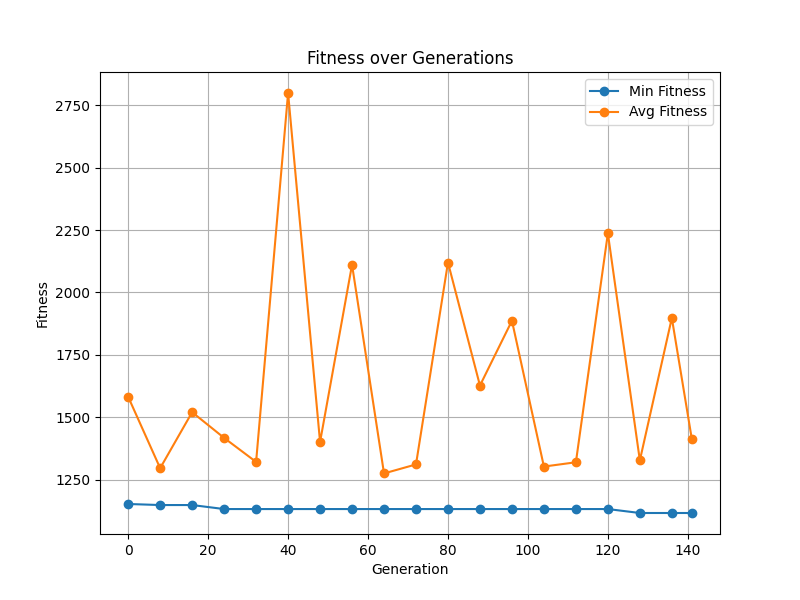 Fitness over Generations
Min Fitness
Avg Fitness
2750
2500
2250
2000
1750
1500
1250
Fitness
0 20 40 60 80 100 120 140
Generation